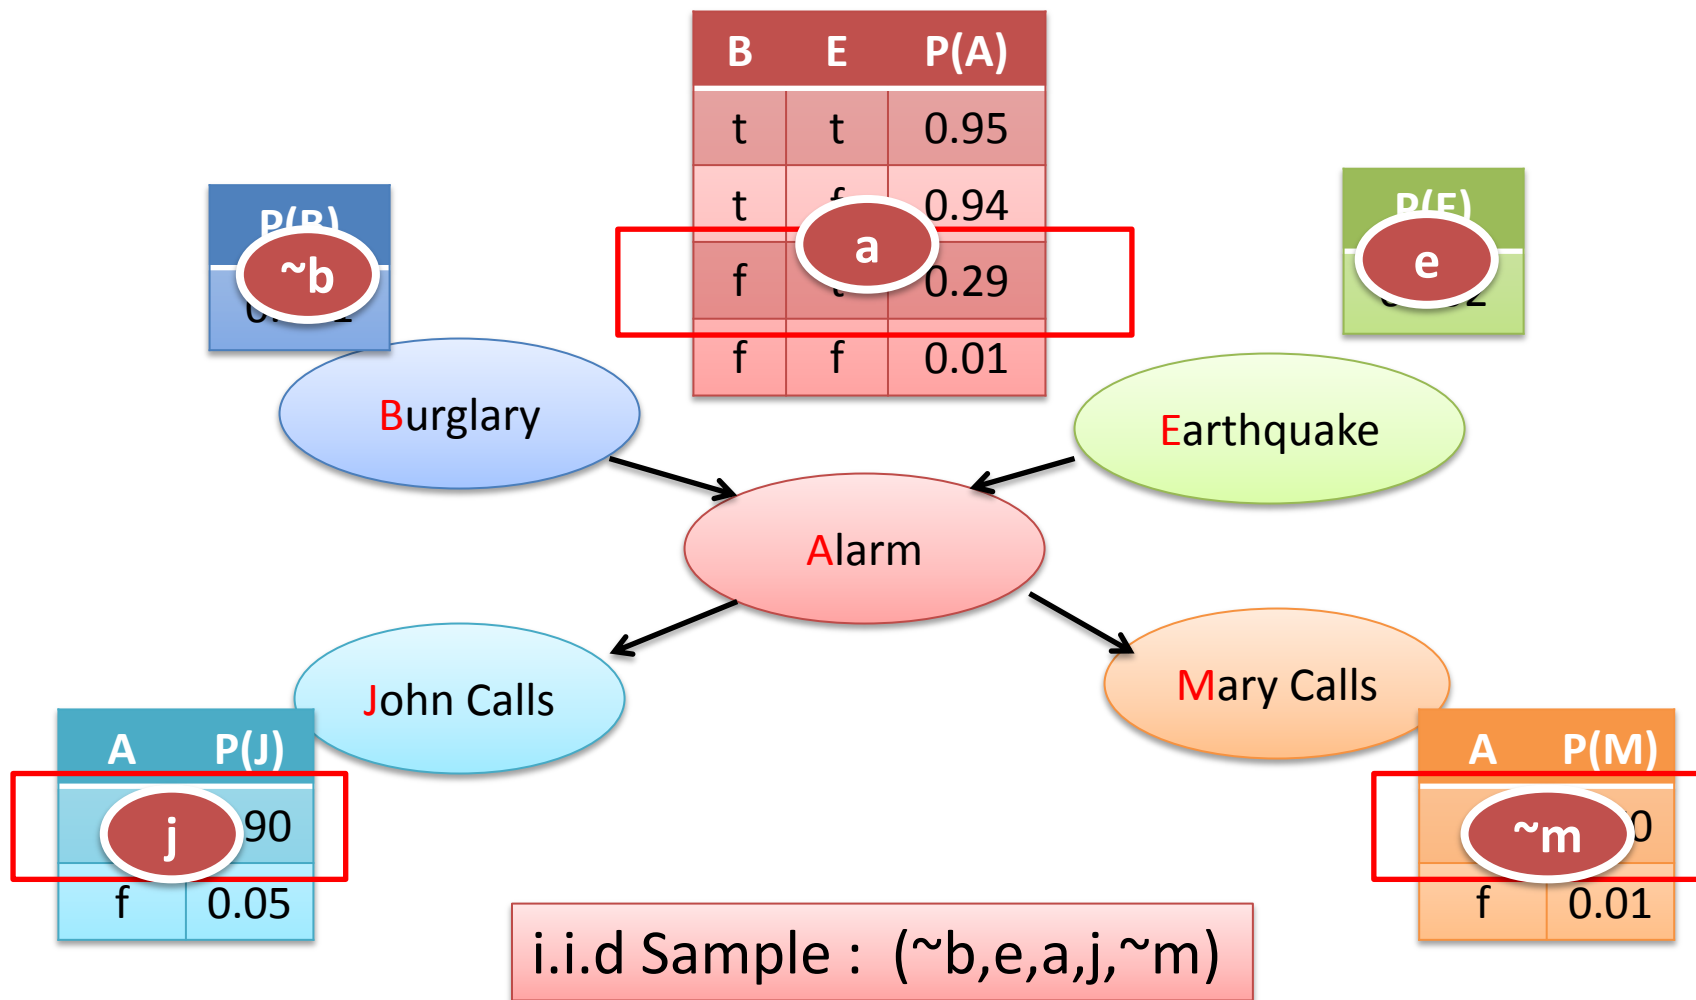 B E P(A)
t t 0.95
t 0.94
a
f 0.29
f f 0.01
~b
e
Burglary
Earthquake
Alarm
John Calls
Mary Calls
A P(J)
j 90
f 0.05
A P(M)
~m 0
f 0.01
i.i.d Sample : (~b,e,a,j,~m)